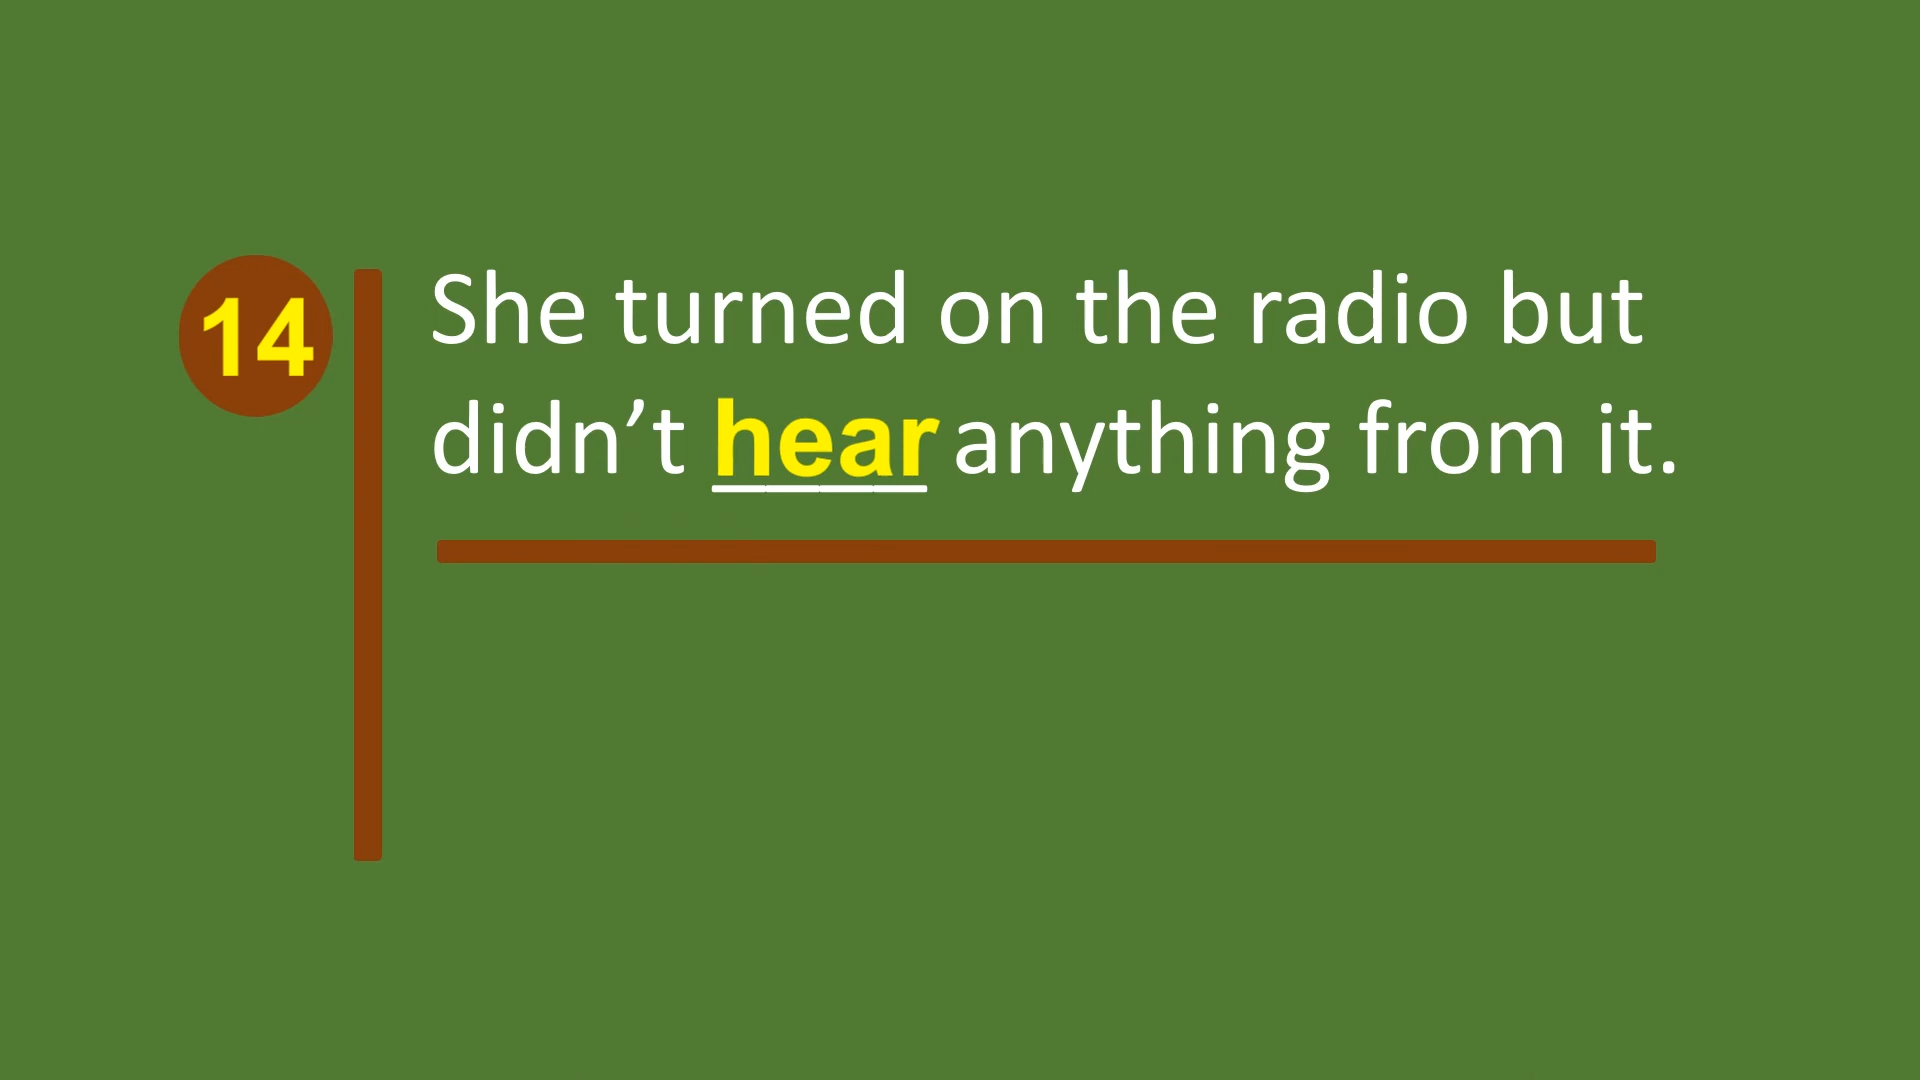 14
She turned on the radio but
didn’t hear anything from it.